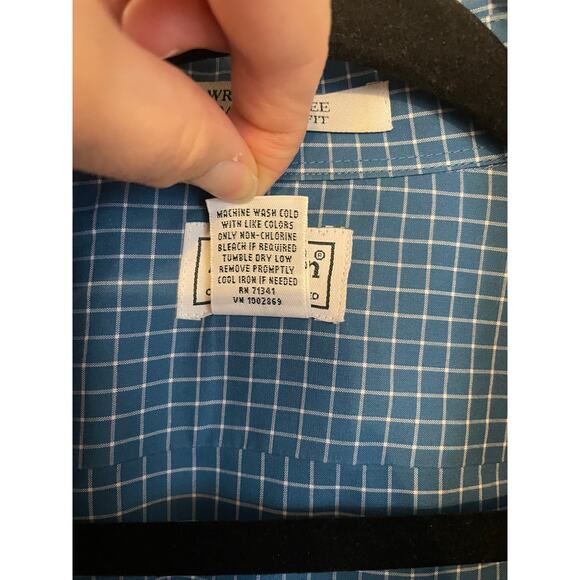 MACHINE WASH COLD
WITH LIKE COLORS
ONLY NON-CHLORINE
BLEACH IF REQUIRED
TUMBLE DRY LOW
REMOVE PROMPTLY
COOL IRON IF NEEDED
RN 71341
VN 1002869